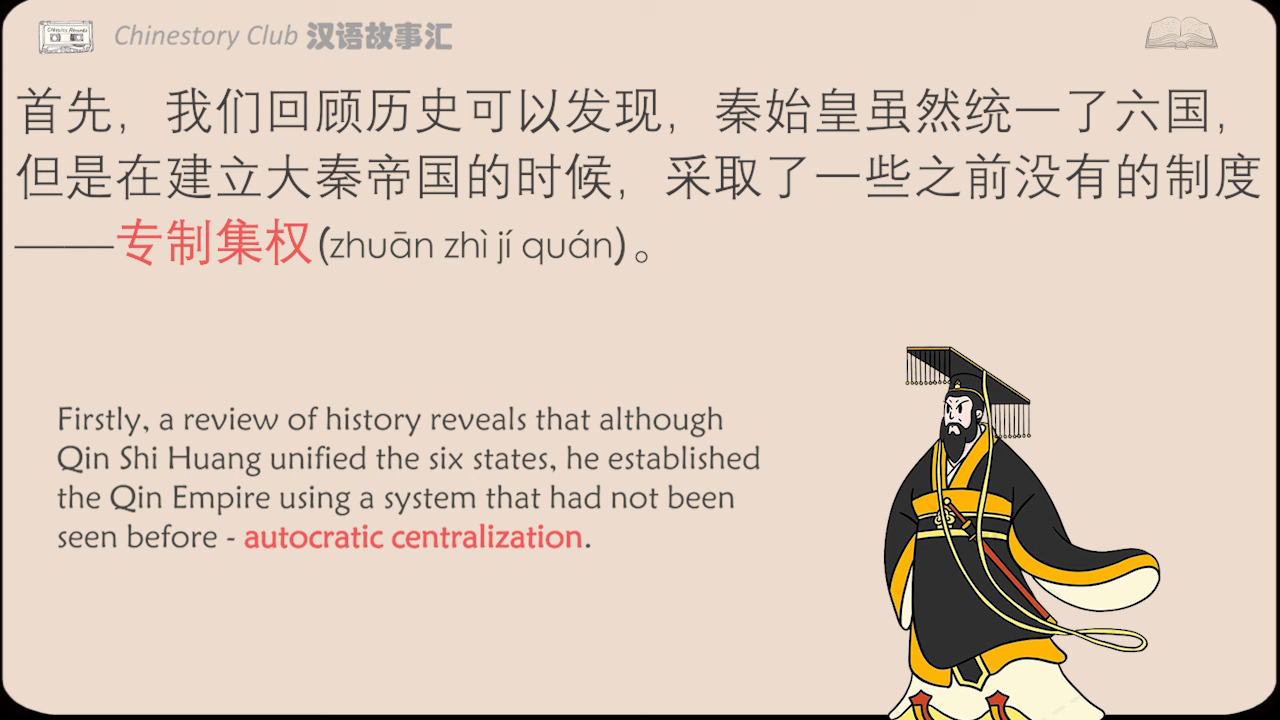 Chinestory Club 汉语故事汇
首先，我们回顾历史可以发现，秦始皇虽然统一了六国，
但是在建立大秦帝国的时候，采取了一些之前没有的制度
——专制集权(zhuān zhì jí quán)。
Firstly, a review of history reveals that although
Qin Shi Huang unified the six states, he established
the Qin Empire using a system that had not been
seen before - autocratic centralization.